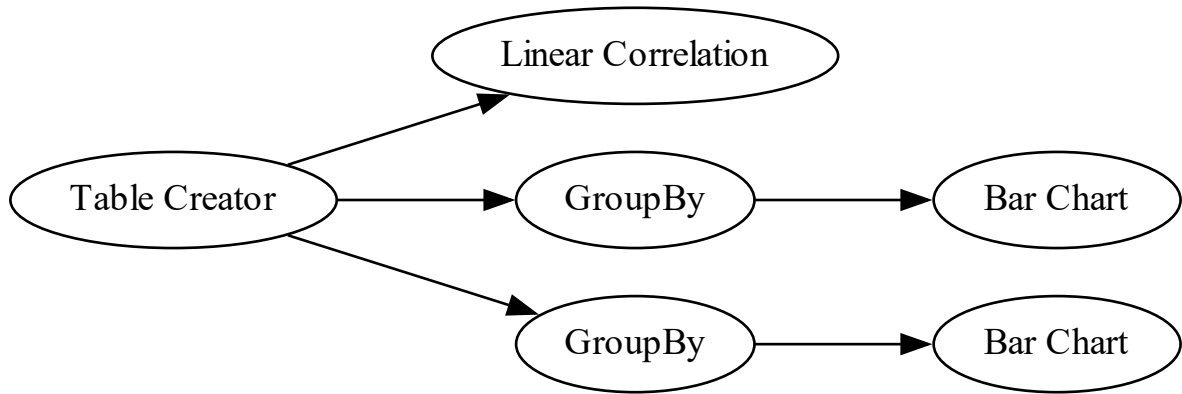 Linear Correlation
Table Creator
GroupBy
Bar Chart
GroupBy
Bar Chart